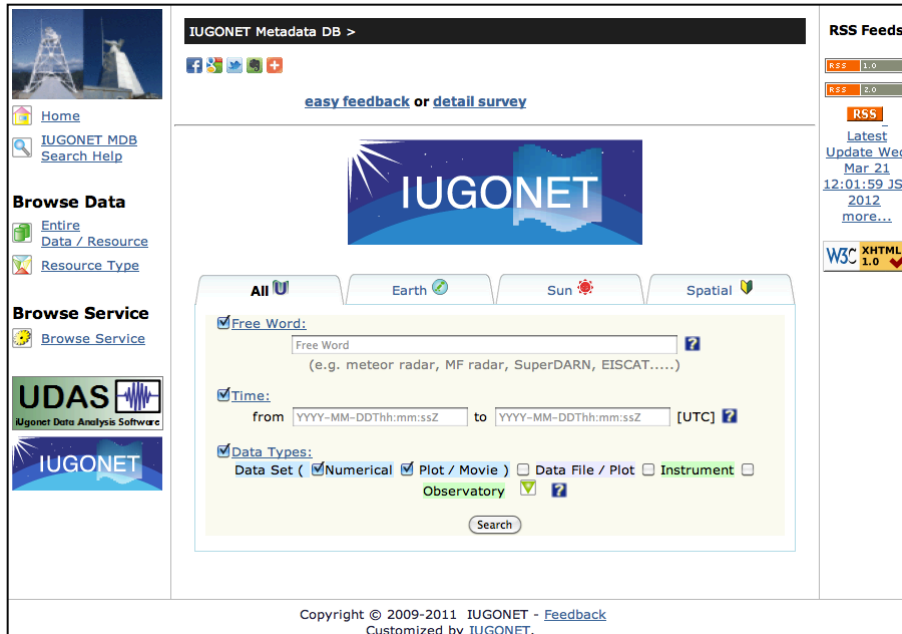 Home
IUGONET MDB
Search Help
Browse Data
Entire
Data / Resource
Resource Type
Browse Service
Browse Service
UDAS
iUgonet Data Analysis Software
IUGONET
IUGONET Metadata DB >
easy feedback or detail survey
IUGONET
All
Earth
Sun
Spatial
Free Word:
Free Word
?
(e.g. meteor radar, MF radar, SuperDARN, EISCAT.....)
Time:
from YYYY-MM-DDThh:mm:ssZ to YYYY-MM-DDThh:mm:ssZ [UTC] ?
Data Types:
Data Set ( Numerical Plot / Movie ) Data File / Plot Instrument
Observatory ?
Search
RSS Feeds
RSS 1.0
RSS 2.0
RSS
Latest
Update Wed
Mar 21
12:01:59 JS
2012
more...
W3C XHTML
1.0
Copyright © 2009-2011 IUGONET - Feedback
Customized by IUGONET.